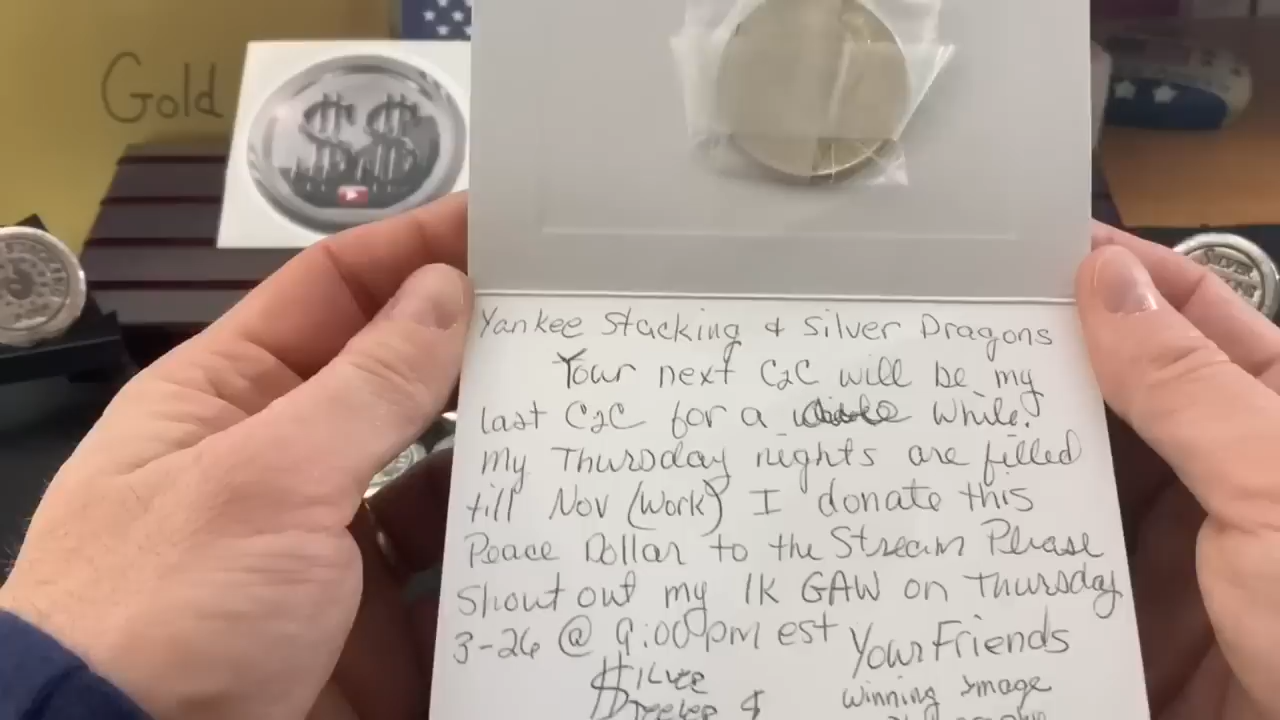 Gold
$$
SILVER
Yankee Stacking & Silver Dragons
Your next C2C will be my
last C2C for a while.
My Thursday nights are filled
till Nov (Work) I donate this
Peace Dollar to the Stream Please
Shout out my 1K GAW on Thursday
3-26 @ 9:00pm est
Your Friends
$ilver
&
Winning Image